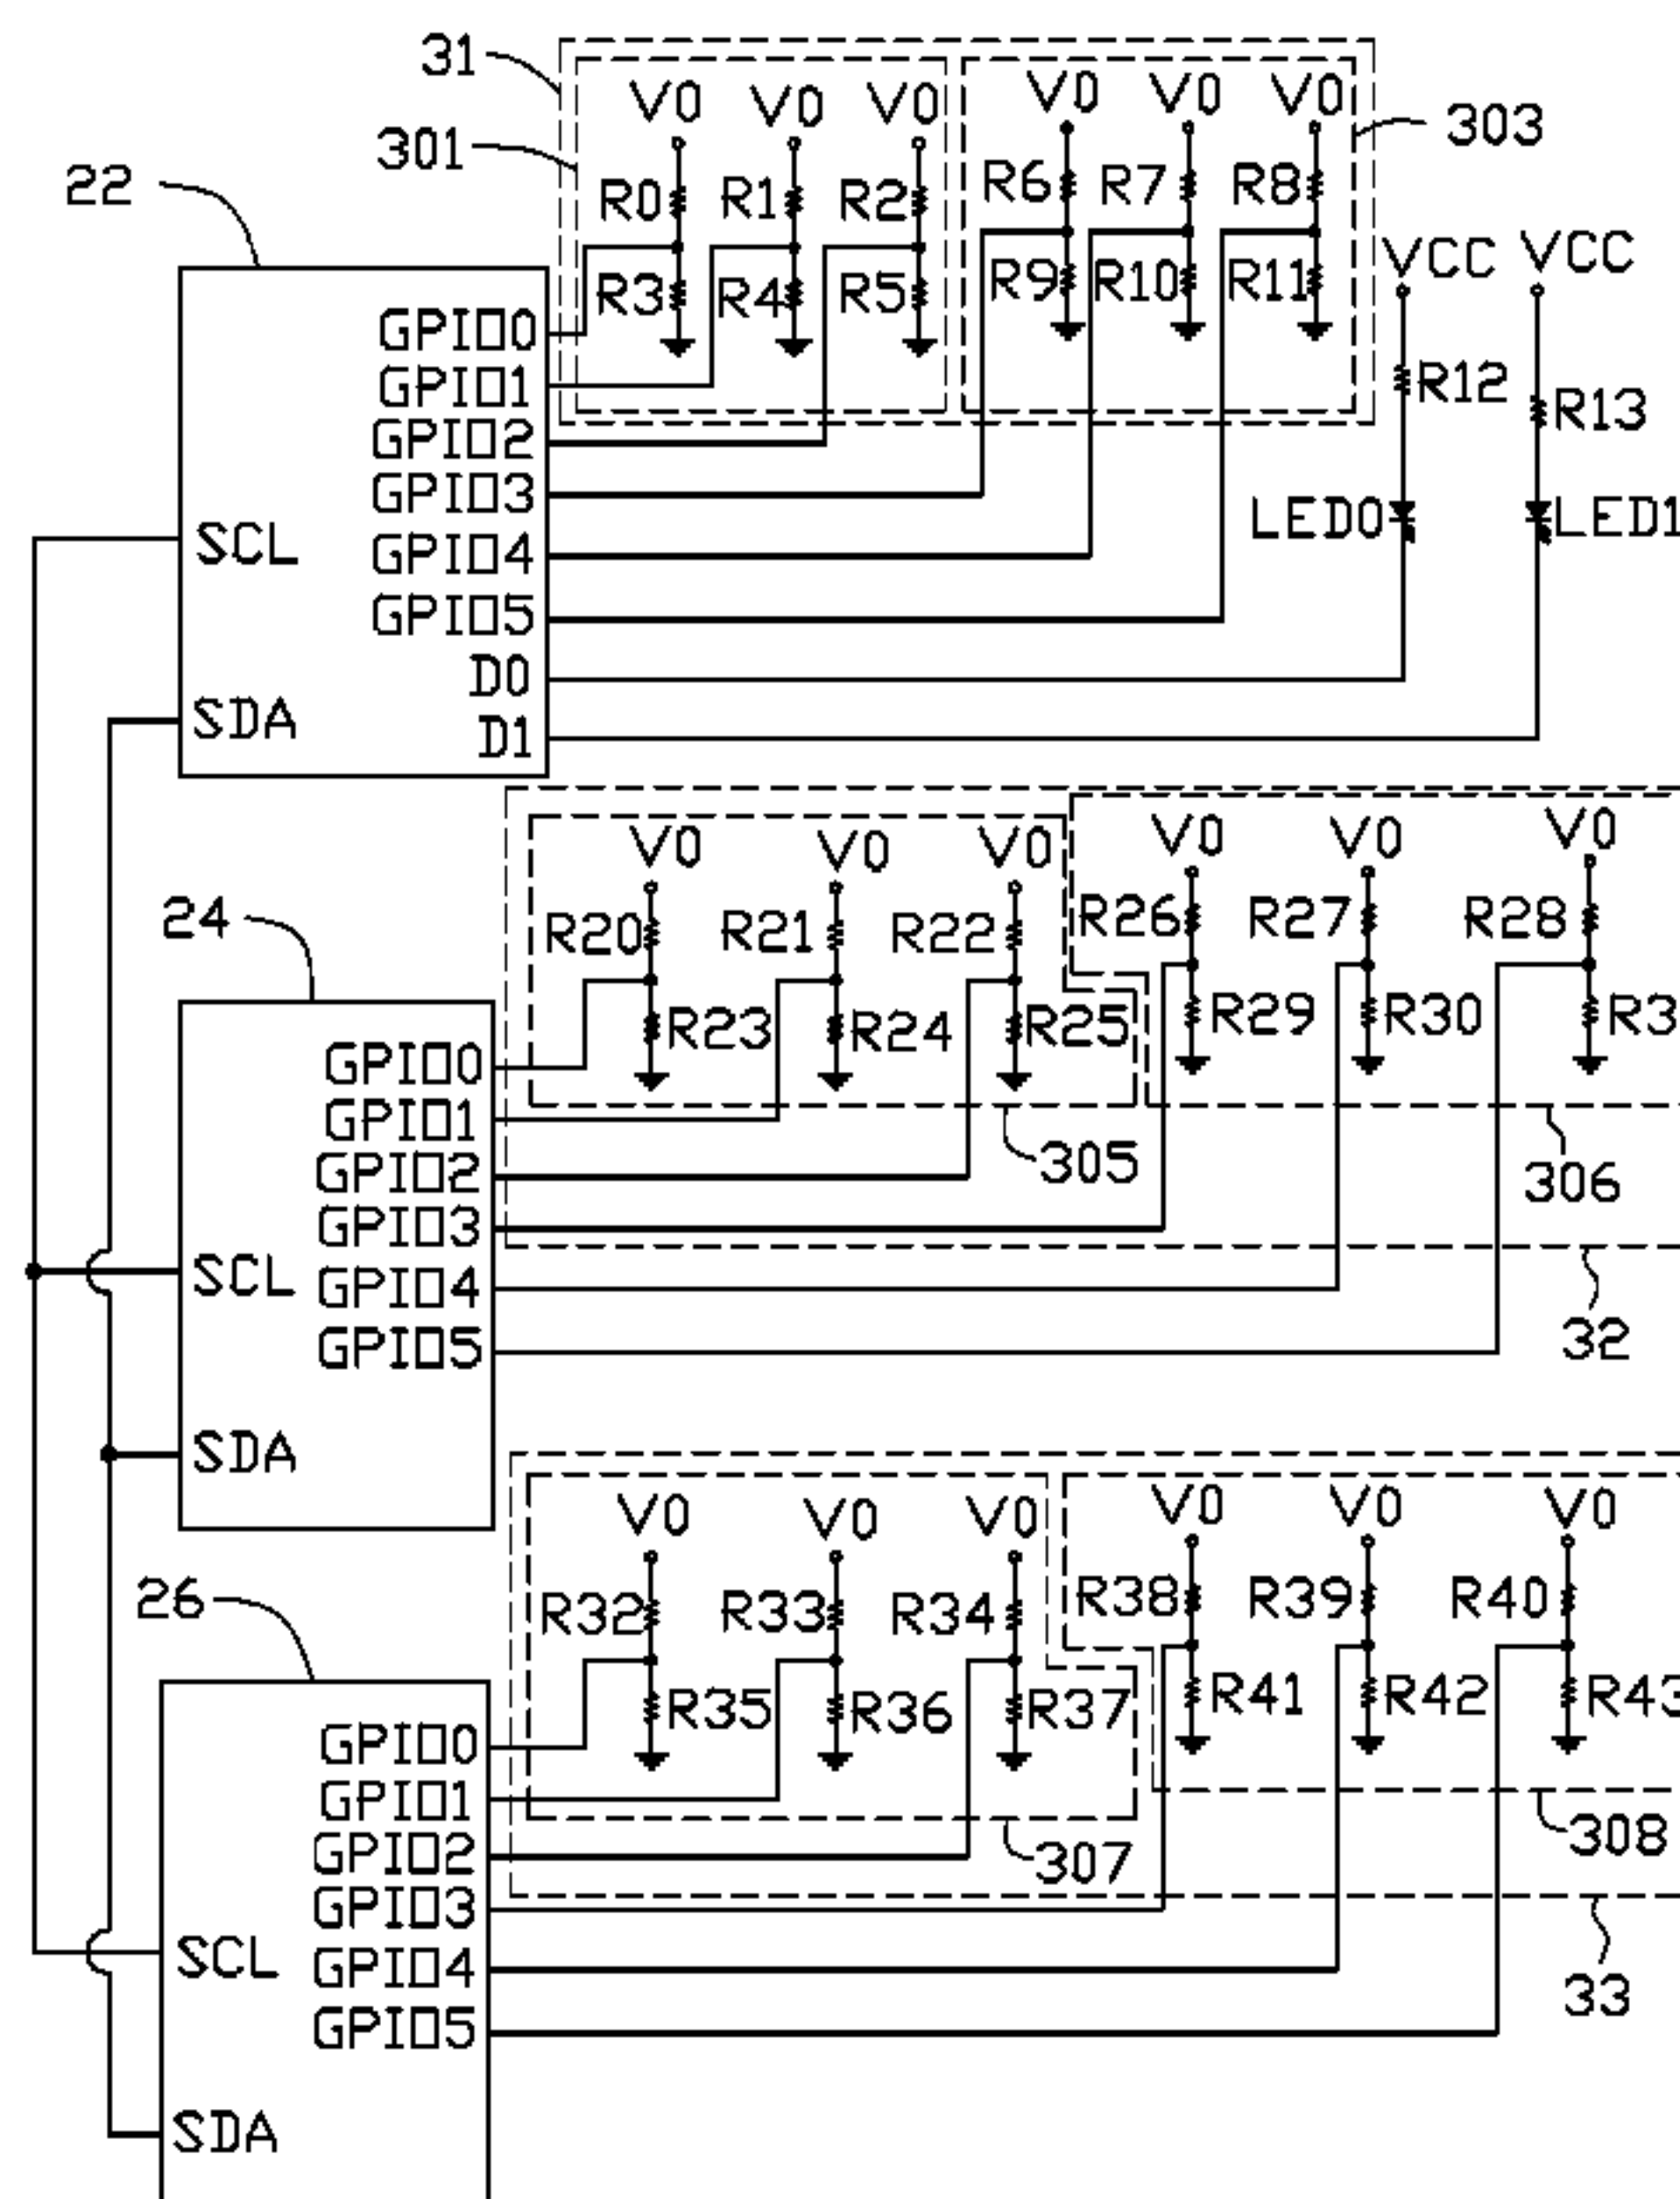 31
V0 V0 V0 V0 V0 V0
301
303
22
R0 R1 R2 R6 R7 R8
R3 R4 R5 R9 R10 R11
VCC VCC
GPIO0
GPIO1
R12
R13
GPIO2
GPIO3
LED0 LED1
SCL
GPIO4
GPIO5
D0
SDA
D1
V0 V0 V0 V0 V0 V0
24
R20 R21 R22 R26 R27 R28
R23 R24 R25 R29 R30 R3
GPIO0
GPIO1
305
306
GPIO2
GPIO3
SCL
GPIO4
32
GPIO5
SDA
V0 V0 V0 V0 V0 V0
26
R32 R33 R34 R38 R39 R40
R35 R36 R37 R41 R42 R43
GPIO0
GPIO1
307
308
GPIO2
GPIO3
SCL
GPIO4
33
GPIO5
SDA